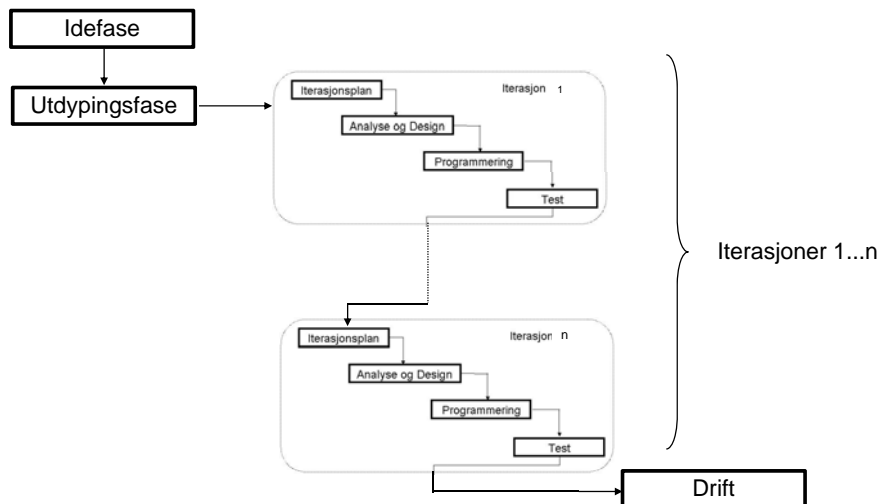 Idefase
Utdypingsfase
Iterasjonsplan
Iterasjon 1
Analyse og Design
Programmering
Test
Iterasjoner 1...n
Iterasjonsplan
Iterasjon n
Analyse og Design
Programmering
Test
Drift